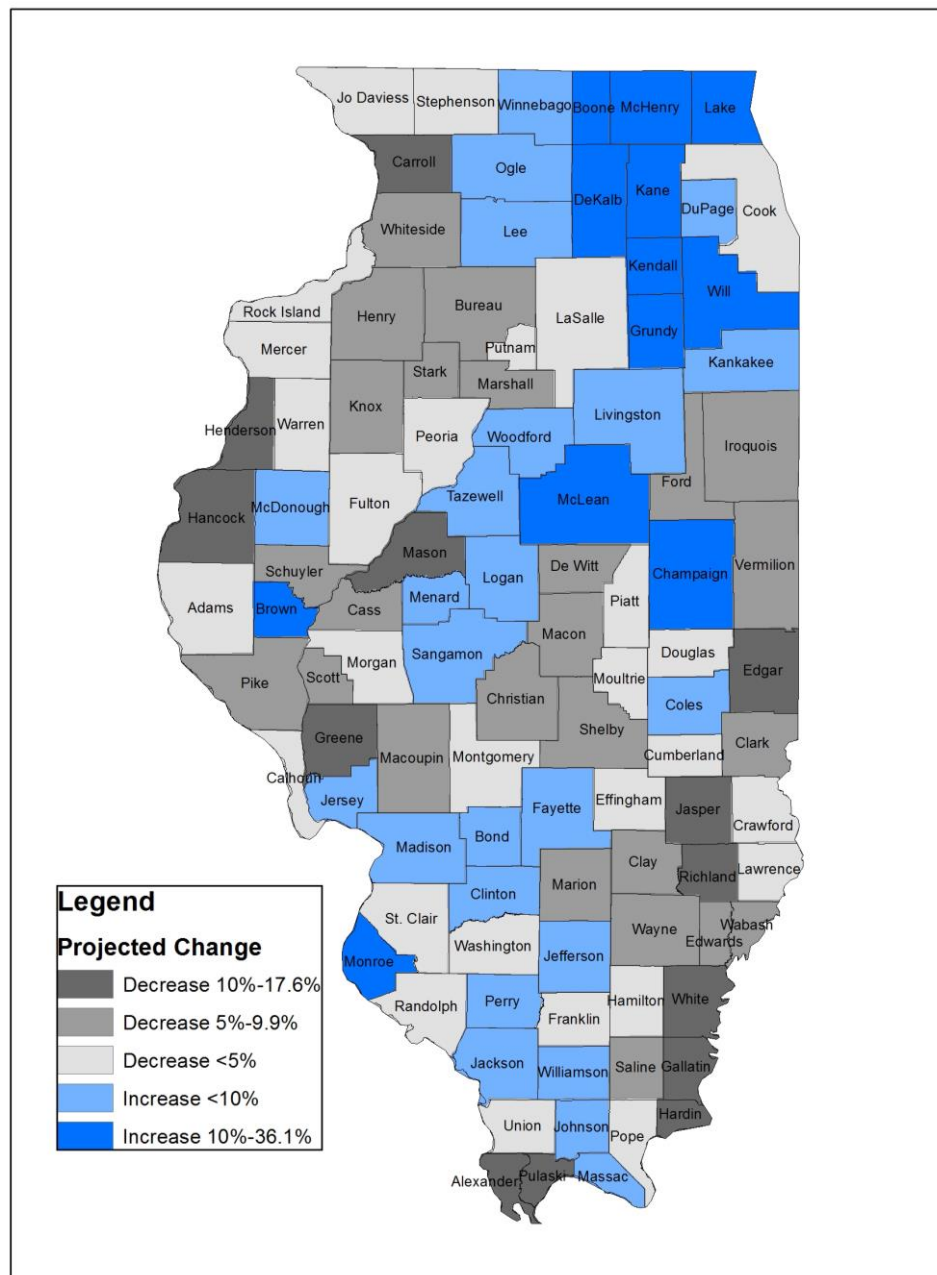 Jo Daviess
Stephenson
Winnebago
Boone
McHenry
Lake
Carroll
Ogle
DeKalb
Kane
DuPage
Cook
Whiteside
Lee
Kendall
Will
Rock Island
Henry
Bureau
LaSalle
Grundy
Mercer
Putnam
Kankakee
Stark
Marshall
Henderson
Warren
Knox
Peoria
Woodford
Livingston
Iroquois
Ford
Hancock
McDonough
Fulton
Tazewell
McLean
Mason
Schuyler
Logan
De Witt
Champaign
Vermilion
Adams
Brown
Cass
Menard
Piatt
Macon
Sangamon
Morgan
Douglas
Edgar
Pike
Scott
Christian
Moultrie
Coles
Greene
Macoupin
Montgomery
Shelby
Cumberland
Clark
Calhoun
Jersey
Fayette
Effingham
Jasper
Crawford
Madison
Bond
Clay
Richland
Lawrence
Clinton
Marion
St. Clair
Wayne
Edwards
Wabash
Washington
Jefferson
Monroe
Randolph
Perry
Franklin
Hamilton
White
Jackson
Williamson
Saline
Gallatin
Union
Johnson
Pope
Hardin
Alexander
Pulaski
Massac
Legend
Projected Change
Decrease 10%-17.6%
Decrease 5%-9.9%
Decrease <5%
Increase <10%
Increase 10%-36.1%